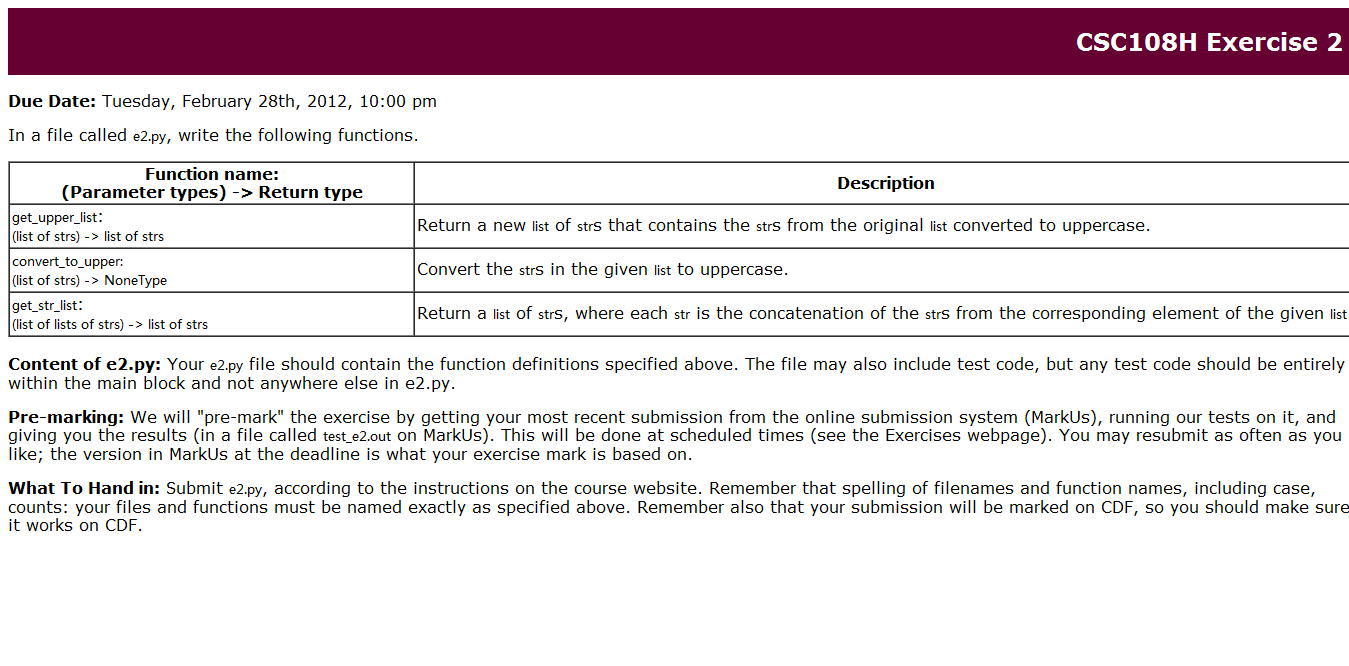 CSC108H Exercise 2
Due Date: Tuesday, February 28th, 2012, 10:00 pm
In a file called e2.py, write the following functions.
Function name:
(Parameter types) -> Return type
Description
get_upper_list:
(list of strs) -> list of strs
Return a new list of strs that contains the strs from the original list converted to uppercase.
convert_to_upper:
(list of strs) -> NoneType
Convert the strs in the given list to uppercase.
get_str_list:
(list of lists of strs) -> list of strs
Return a list of strs, where each str is the concatenation of the strs from the corresponding element of the given list
Content of e2.py: Your e2.py file should contain the function definitions specified above. The file may also include test code, but any test code should be entirely
within the main block and not anywhere else in e2.py.
Pre-marking: We will "pre-mark" the exercise by getting your most recent submission from the online submission system (MarkUs), running our tests on it, and
giving you the results (in a file called test_e2.out on MarkUs). This will be done at scheduled times (see the Exercises webpage). You may resubmit as often as you
like; the version in MarkUs at the deadline is what your exercise mark is based on.
What To Hand in: Submit e2.py, according to the instructions on the course website. Remember that spelling of filenames and function names, including case,
counts: your files and functions must be named exactly as specified above. Remember also that your submission will be marked on CDF, so you should make sure
it works on CDF.